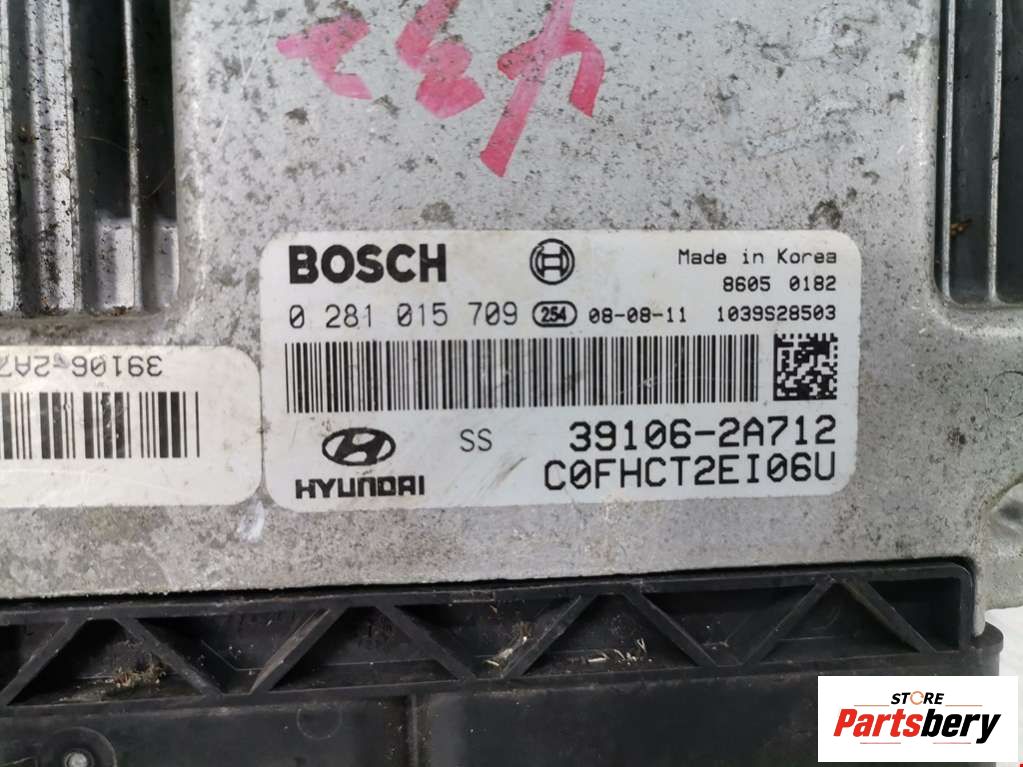 BOSCH
Made in Korea
8605 0182
0 281 015 709 254 08-08-11 1039S28503
39106-2A7
SS 39106-2A712
HYUNDAI C0FHCT2EI06U
STORE
Partsbery